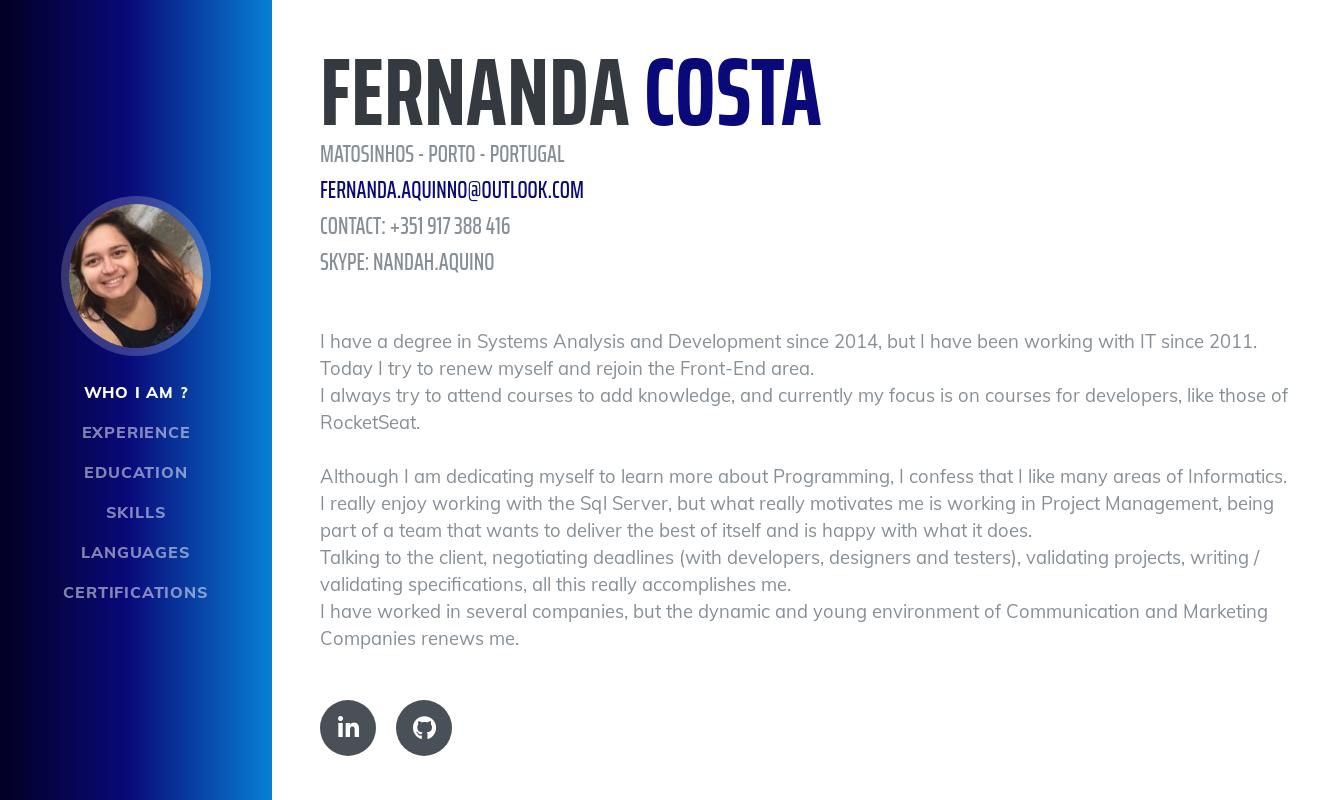 WHO I AM ?
EXPERIENCE
EDUCATION
SKILLS
LANGUAGES
CERTIFICATIONS
FERNANDA COSTA
MATOSINHOS - PORTO - PORTUGAL
FERNANDA.AQUINNO@OUTLOOK.COM
CONTACT: +351 917 388 416
SKYPE: NANDAH.AQUINO
I have a degree in Systems Analysis and Development since 2014, but I have been working with IT since 2011.
Today I try to renew myself and rejoin the Front-End area.
I always try to attend courses to add knowledge, and currently my focus is on courses for developers, like those of
RocketSeat.
Although I am dedicating myself to learn more about Programming, I confess that I like many areas of Informatics.
I really enjoy working with the Sql Server, but what really motivates me is working in Project Management, being
part of a team that wants to deliver the best of itself and is happy with what it does.
Talking to the client, negotiating deadlines (with developers, designers and testers), validating projects, writing /
validating specifications, all this really accomplishes me.
I have worked in several companies, but the dynamic and young environment of Communication and Marketing
Companies renews me.
in